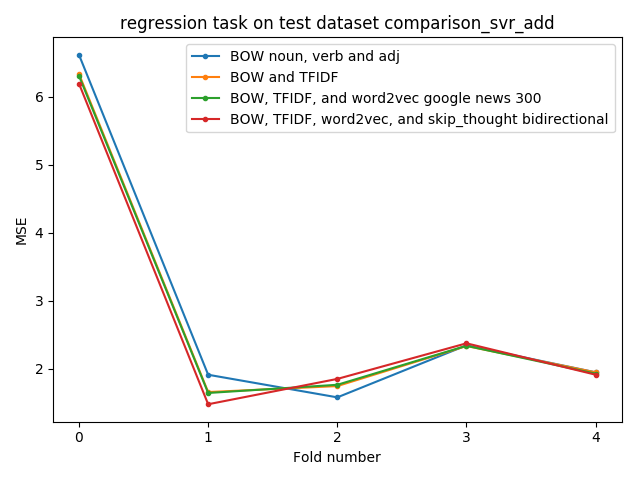 regression task on test dataset comparison_svr_add
BOW noun, verb and adj
BOW and TFIDF
BOW, TFIDF, and word2vec google news 300
BOW, TFIDF, word2vec, and skip_thought bidirectional
MSE
6
5
4
3
2
0 1 2 3 4
Fold number